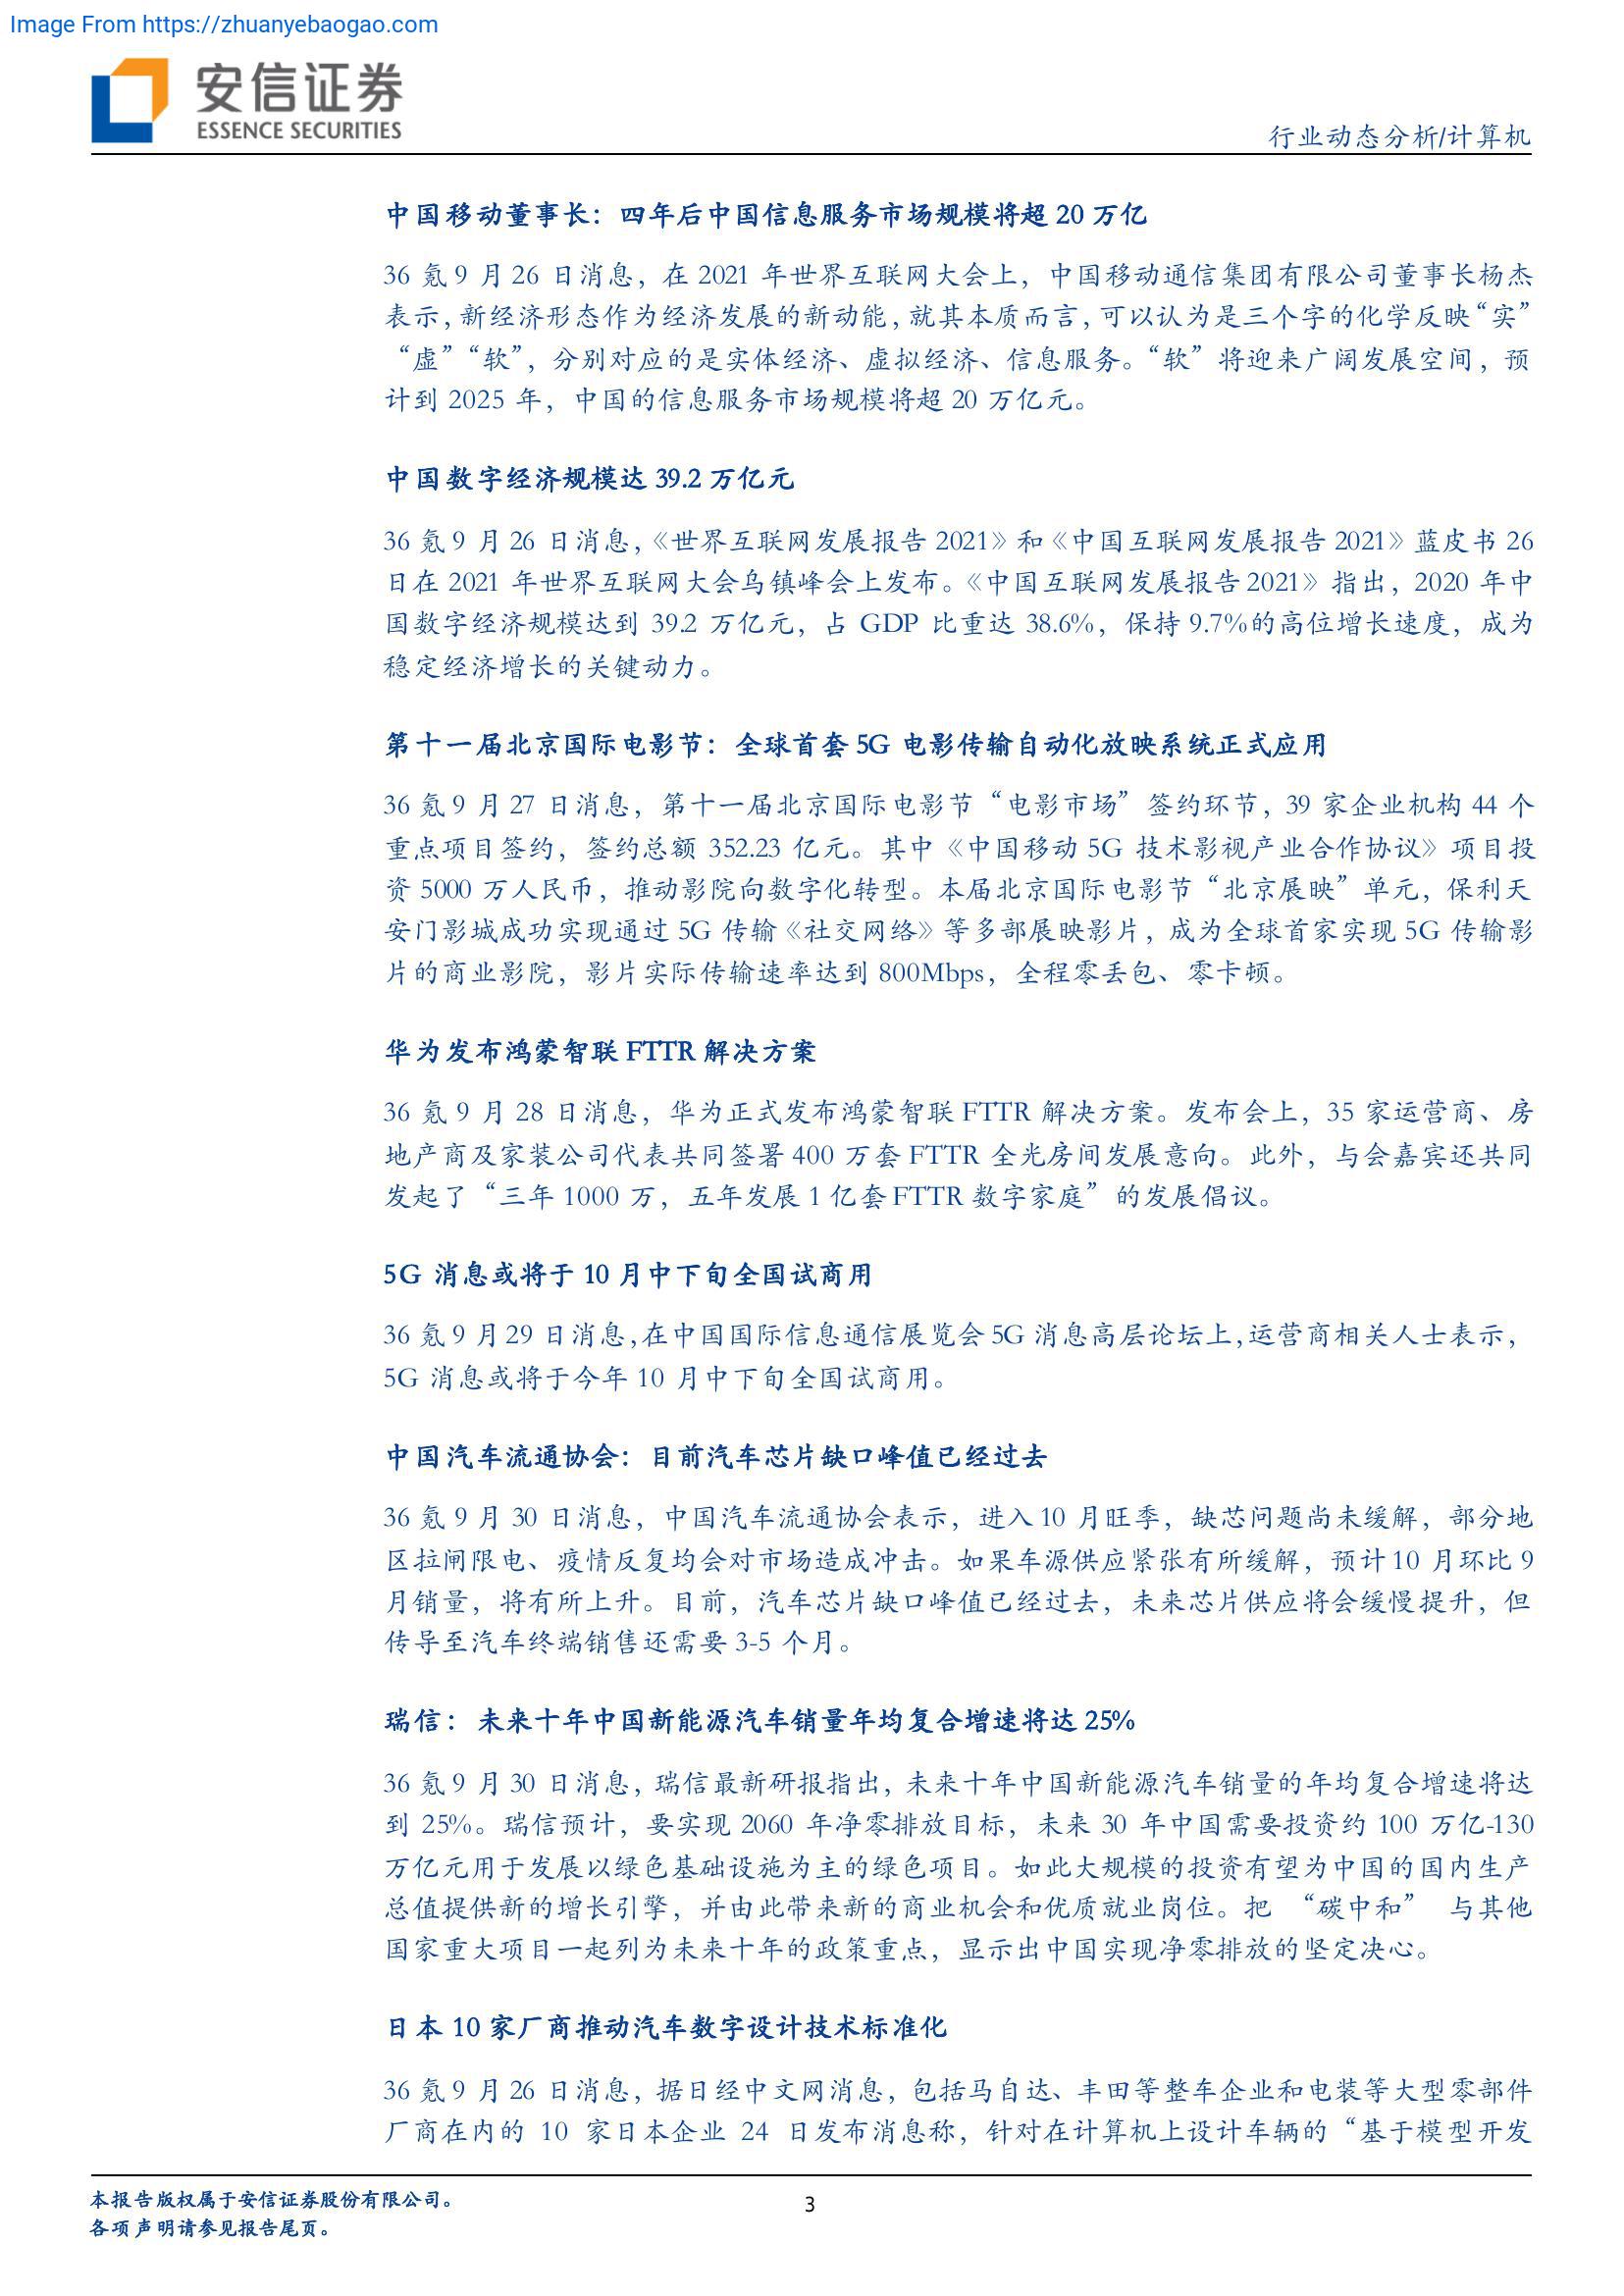 Image From https://zhuanyebaogao.com
安信证券
ESSENCE SECURITIES
行业动态分析/计算机
中国移动董事长：四年后中国信息服务市场规模将超 20 万亿
36 氪 9 月 26 日消息，在 2021 年世界互联网大会上，中国移动通信集团有限公司董事长杨杰
表示，新经济形态作为经济发展的新动能，就其本质而言，可以认为是三个字的化学反映“实”
“虚”“软”，分别对应的是实体经济、虚拟经济、信息服务。“软”将迎来广阔发展空间，预
计到 2025 年，中国的信息服务市场规模将超 20 万亿元。
中国数字经济规模达 39.2 万亿元
36 氪 9 月 26 日消息，《世界互联网发展报告 2021》和《中国互联网发展报告 2021》蓝皮书 26
日在 2021 年世界互联网大会乌镇峰会上发布。《中国互联网发展报告 2021》指出，2020 年中
国数字经济规模达到 39.2 万亿元，占 GDP 比重达 38.6%，保持 9.7%的高位增长速度，成为
稳定经济增长的关键动力。
第十一届北京国际电影节：全球首套 5G 电影传输自动化放映系统正式应用
36 氪 9 月 27 日消息，第十一届北京国际电影节“电影市场”签约环节，39 家企业机构 44 个
重点项目签约，签约总额 352.23 亿元。其中《中国移动 5G 技术影视产业合作协议》项目投
资 5000 万人民币，推动影院向数字化转型。本届北京国际电影节“北京展映”单元，保利天
安门影城成功实现通过 5G 传输《社交网络》等多部展映影片，成为全球首家实现 5G 传输影
片的商业影院，影片实际传输速率达到 800Mbps，全程零丢包、零卡顿。
华为发布鸿蒙智联 FTTR 解决方案
36 氪 9 月 28 日消息，华为正式发布鸿蒙智联 FTTR 解决方案。发布会上，35 家运营商、房
地产商及家装公司代表共同签署 400 万套 FTTR 全光房间发展意向。此外，与会嘉宾还共同
发起了“三年 1000 万，五年发展 1 亿套 FTTR 数字家庭”的发展倡议。
5G 消息或将于 10 月中下旬全国试商用
36 氪 9 月 29 日消息，在中国国际信息通信展览会 5G 消息高层论坛上，运营商相关人士表示，
5G 消息或将于今年 10 月中下旬全国试商用。
中国汽车流通协会：目前汽车芯片缺口峰值已经过去
36 氪 9 月 30 日消息，中国汽车流通协会表示，进入 10 月旺季，缺芯问题尚未缓解，部分地
区拉闸限电、疫情反复均会对市场造成冲击。如果车源供应紧张有所缓解，预计 10 月环比 9
月销量，将有所上升。目前，汽车芯片缺口峰值已经过去，未来芯片供应将会缓慢提升，但
传导至汽车终端销售还需要 3-5 个月。
瑞信：未来十年中国新能源汽车销量年均复合增速将达 25%
36 氪 9 月 30 日消息，瑞信最新研报指出，未来十年中国新能源汽车销量的年均复合增速将达
到 25%。瑞信预计，要实现 2060 年净零排放目标，未来 30 年中国需要投资约 100 万亿-130
万亿元用于发展以绿色基础设施为主的绿色项目。如此大规模的投资有望为中国的国内生产
总值提供新的增长引擎，并由此带来新的商业机会和优质就业岗位。把 “碳中和” 与其他
国家重大项目一起列为未来十年的政策重点，显示出中国实现净零排放的坚定决心。
日本 10 家厂商推动汽车数字设计技术标准化
36 氪 9 月 26 日消息，据日经中文网消息，包括马自达、丰田等整车企业和电装等大型零部件
厂商在内的 10 家日本企业 24 日发布消息称，针对在计算机上设计车辆的“基于模型开发
本报告版权属于安信证券股份有限公司。
3
各项声明请参见报告尾页。